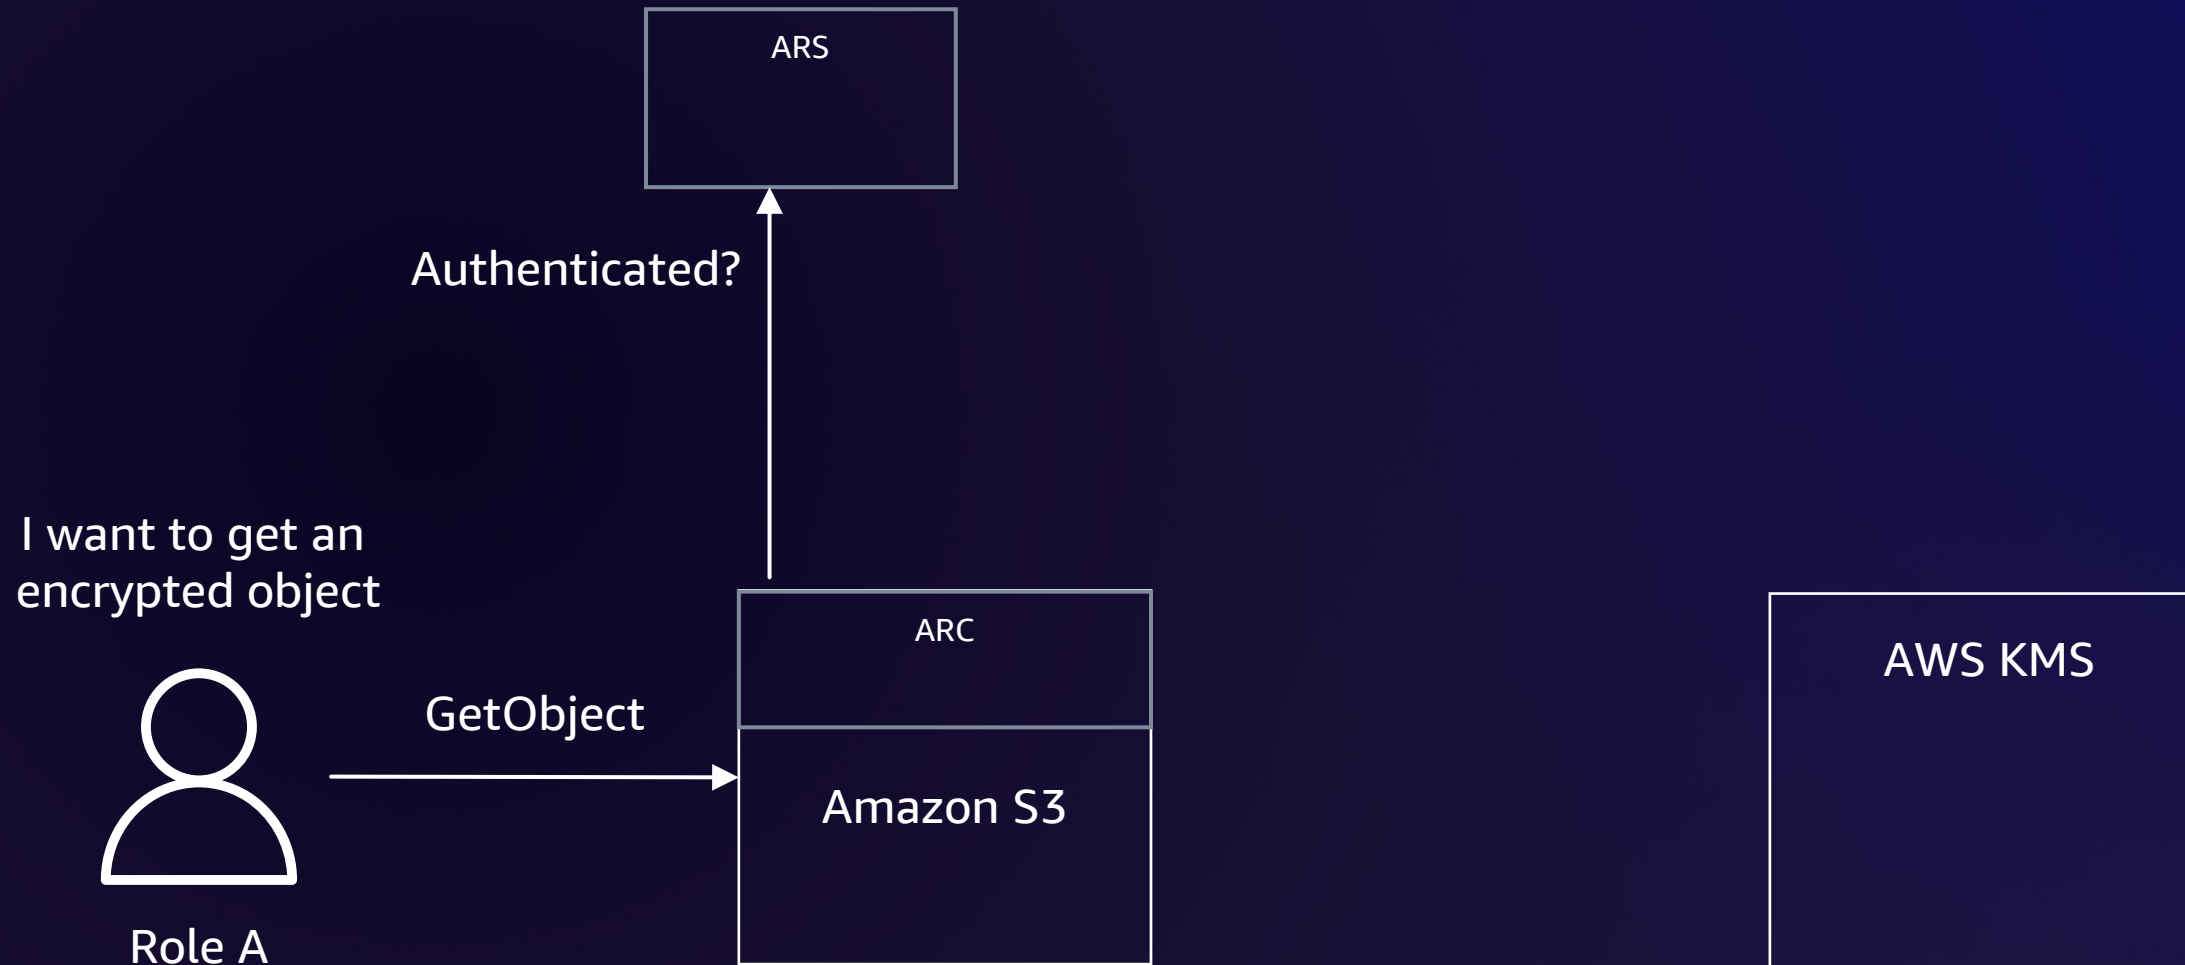 ARS
Authenticated?
I want to get an
encrypted object
ARC
AWS KMS
GetObject
Amazon S3
Role A